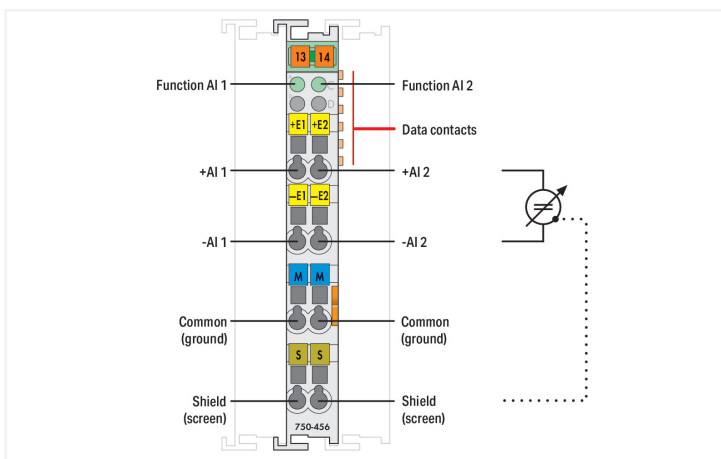 13 14
Function AI 1
C
Function AI 2
D
+E1 +E2
Data contacts
+AI 1
+AI 2
–E1 –E2
-AI 1
-AI 2
M M
Common
(ground)
Common
(ground)
S S
Shield
(screen)
Shield
(screen)
750-456